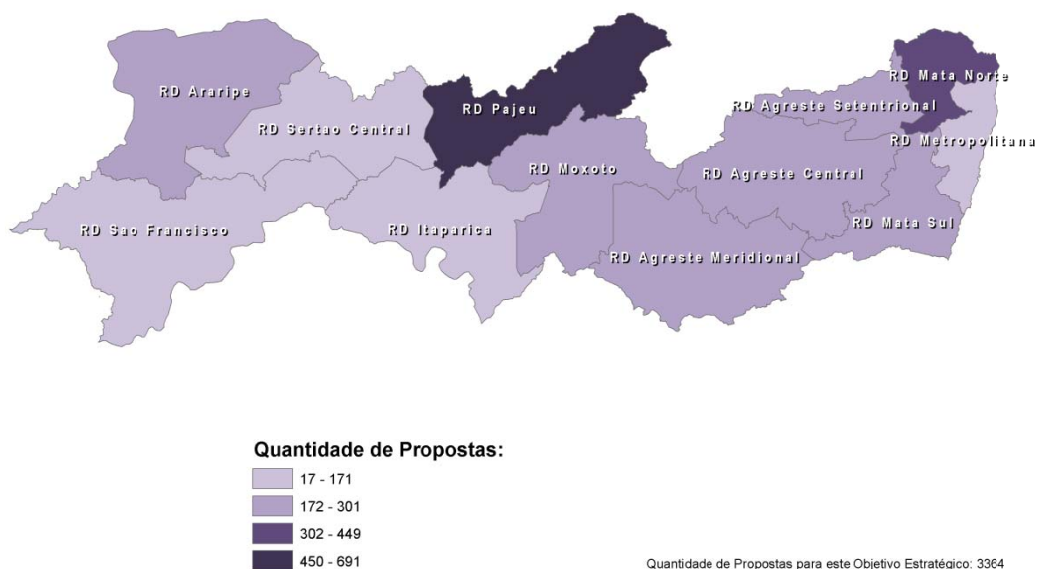 RD Mata Norte
RD Araripe
RD Pajeu
RD Agreste Setentrional
RD Sertao Central
RD Metropolitana
RD Moxoto
RD Agreste Central
RD Mata Sul
RD Sao Francisco
RD Itaparica
RD Agreste Meridional
Quantidade de Propostas:
17 - 171
172 - 301
302 - 449
450 - 691
Quantidade de Propostas para este Objetivo Estratégico: 3364